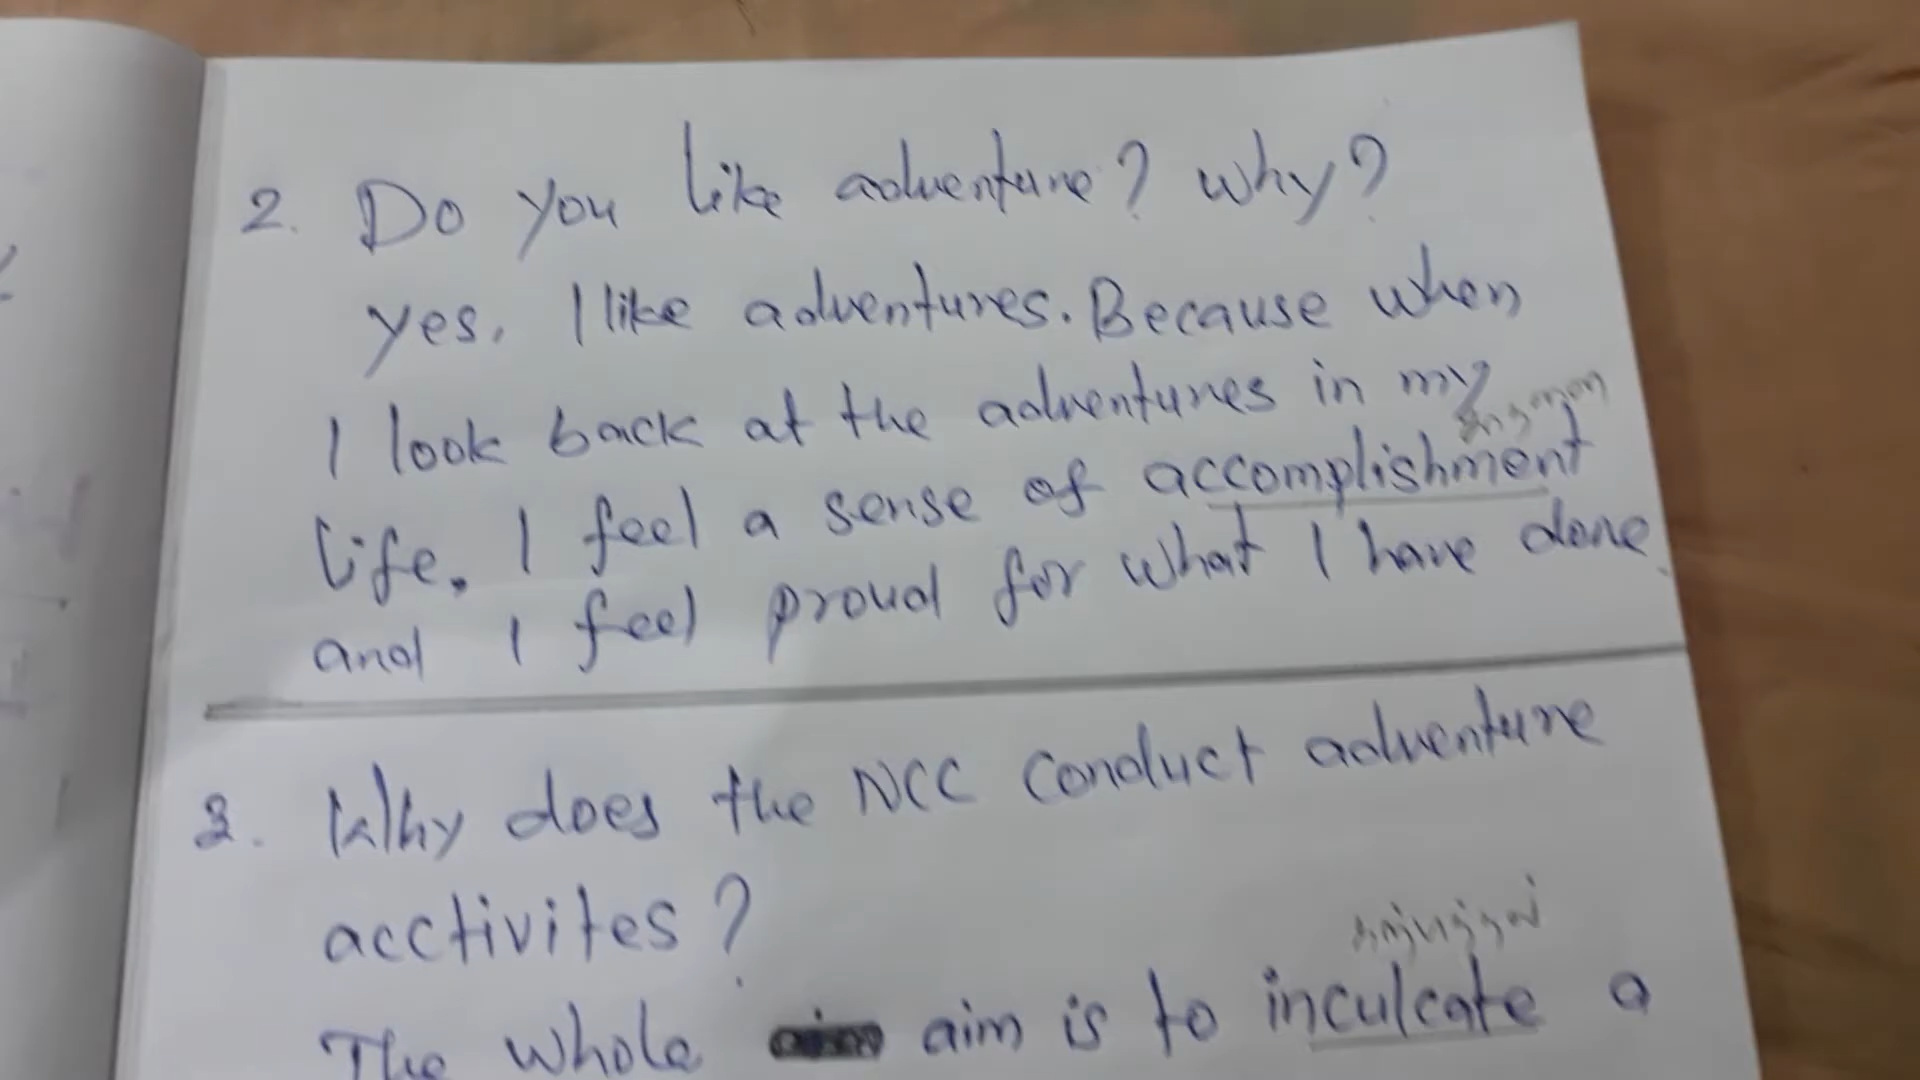 2. Do you like adventure? Why?
yes, I like adventures. Because when
I look back at the adventures in my
life, I feel a sense of accomplishment
and I feel proud for what I have done.
3. Why does the NCC Conduct adventure
acctivites?
The whole aim is to inculcate a